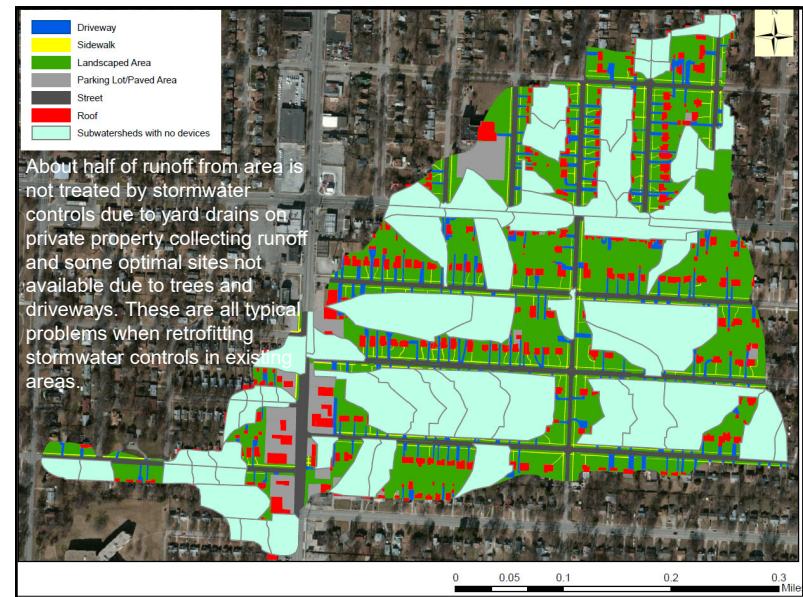 Driveway
Sidewalk
Landscaped Area
Parking Lot/Paved Area
Street
Roof
Subwatersheds with no devices
About half of runoff from area is
not treated by stormwater
controls due to yard drains on
private property collecting runoff
and some optimal sites not
available due to trees and
driveways. These are all typical
problems when retrofitting
stormwater controls in existing
areas.
0 0.05 0.1 0.2 0.3
Miles